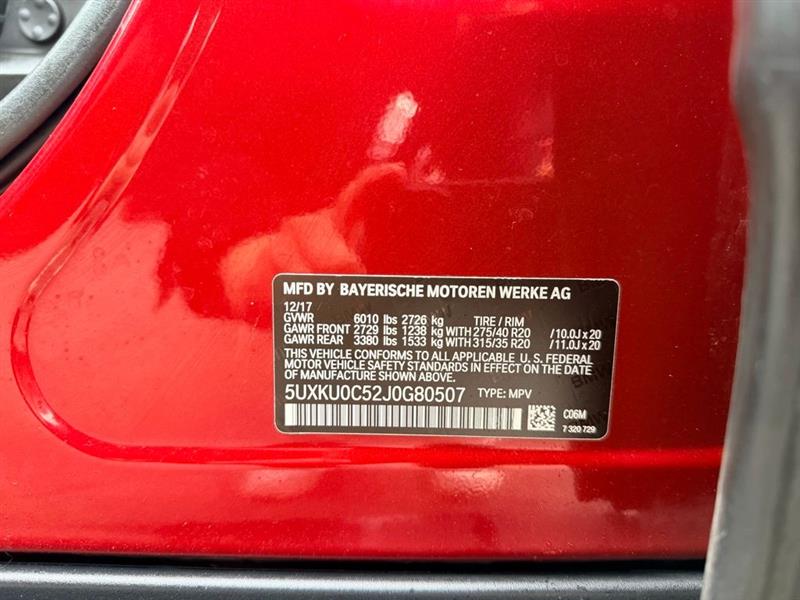 MFD BY BAYERISCHE MOTOREN WERKE AG
12/17
GVWR 6010 lbs 2726 kg TIRE / RIM
GAWR FRONT 2729 lbs 1238 kg WITH 275/40 R20 /10.0J x 20
GAWR REAR 3380 lbs 1533 kg WITH 315/35 R20 /11.0J x 20
THIS VEHICLE CONFORMS TO ALL APPLICABLE U. S. FEDERAL
MOTOR VEHICLE SAFETY STANDARDS IN EFFECT ON THE DATE
OF MANUFACTURE SHOWN ABOVE.
5UXKU0C52J0G80507 TYPE: MPV
C06M
7 320 729